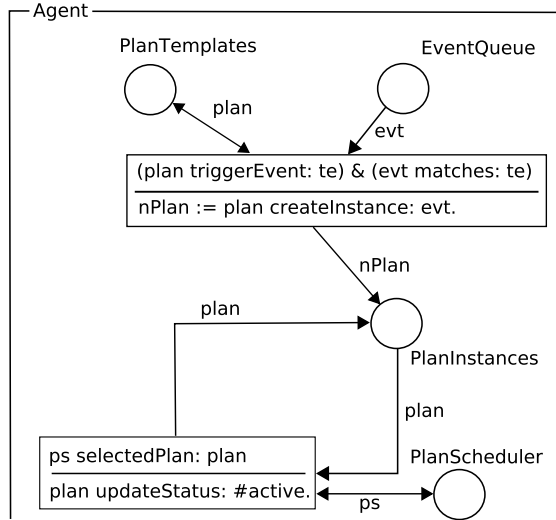 Agent
PlanTemplates
EventQueue
plan
evt
(plan triggerEvent: te) & (evt matches: te)
nPlan := plan createInstance: evt.
nPlan
plan
PlanInstances
plan
ps selectedPlan: plan
PlanScheduler
plan updateStatus: #active.
ps